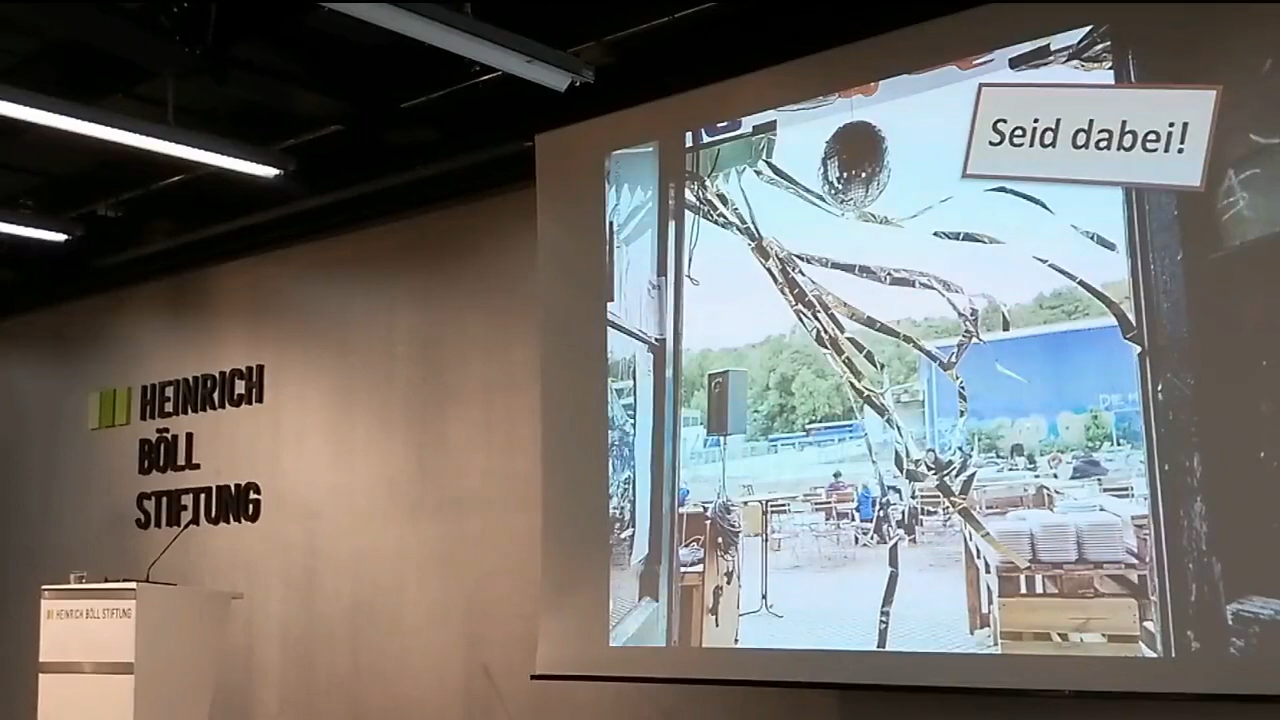 Seid dabei!
HEINRICH
BÖLL
STIFTUNG
HEINRICH BÖLL STIFTUNG